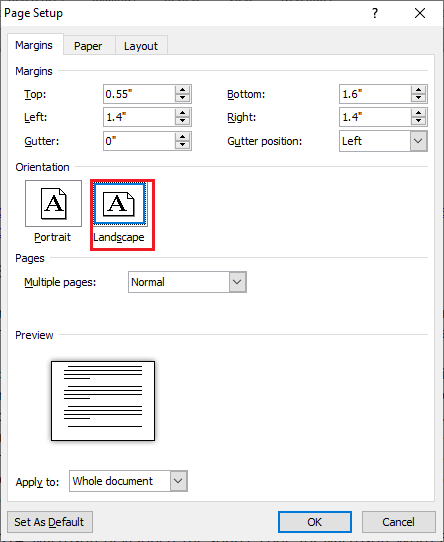 Page Setup ? ×
Margins Paper Layout
Margins
Top: 0.55" Bottom: 1.6"
Left: 1.4" Right: 1.4"
Gutter: 0" Gutter position: Left
Orientation
A A
Portrait Landscape
Pages
Multiple pages: Normal
Preview
Apply to: Whole document
Set As Default OK Cancel